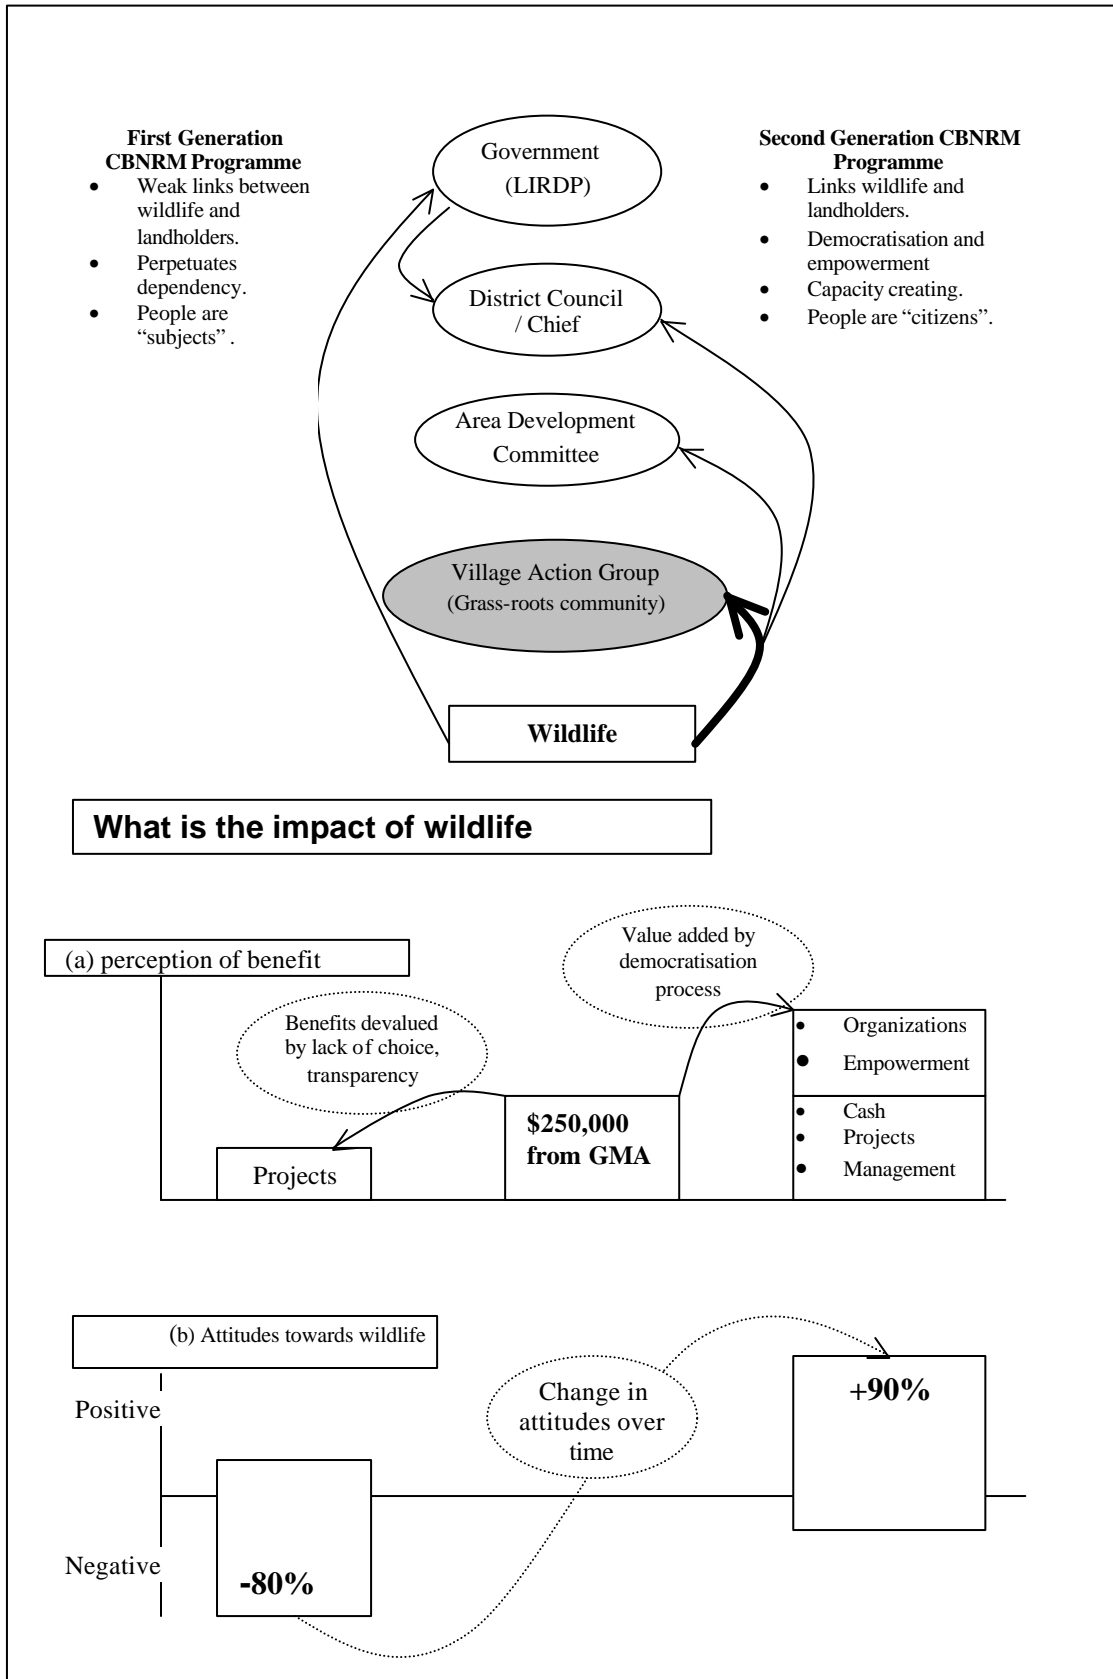 First Generation
CBNRM Programme
• Weak links between
wildlife and
landholders.
• Perpetuates
dependency.
• People are
“subjects” .
Government
(LIRDP)
District Council
/ Chief
Area Development
Committee
Village Action Group
(Grass-roots community)
Wildlife
Second Generation CBNRM
Programme
• Links wildlife and
landholders.
• Democratisation and
empowerment
• Capacity creating.
• People are “citizens”.
What is the impact of wildlife
(a) perception of benefit
Benefits devalued
by lack of choice,
transparency
Value added by
democratisation
process
Projects
$250,000
from GMA
• Organizations
• Empowerment
• Cash
• Projects
• Management
(b) Attitudes towards wildlife
Positive
Negative
-80%
Change in
attitudes over
time
+90%